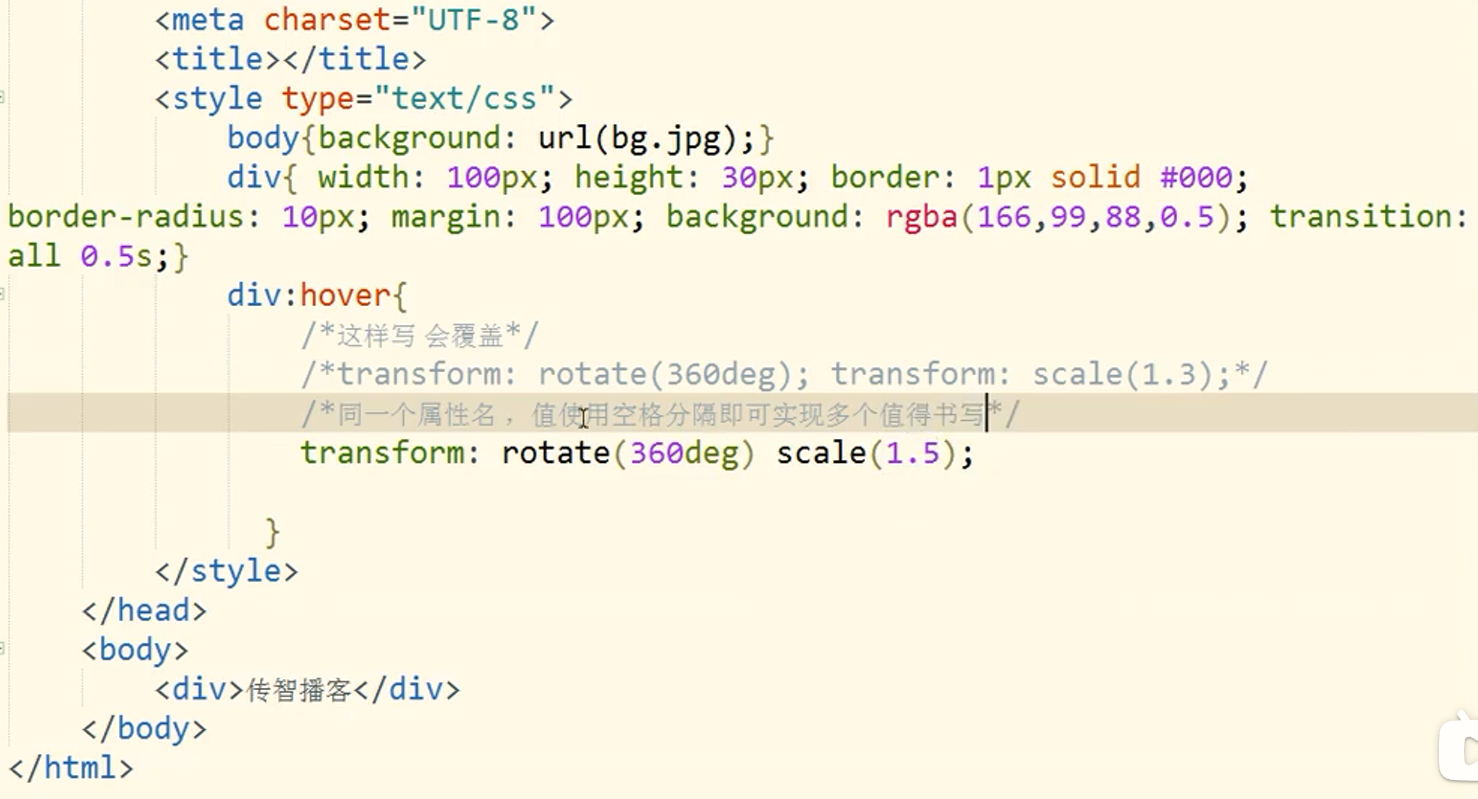 <meta charset="UTF-8">
<title></title>
<style type="text/css">
body{background: url(bg.jpg);}
div{ width: 100px; height: 30px; border: 1px solid #000;
border-radius: 10px; margin: 100px; background: rgba(166,99,88,0.5); transition:
all 0.5s;}
div:hover{
/*这样写 会覆盖*/
/*transform: rotate(360deg); transform: scale(1.3);*/
/*同一个属性名，值使用空格分隔即可实现多个值得书写*/
transform: rotate(360deg) scale(1.5);
}
</style>
</head>
<body>
<div>传智播客</div>
</body>
</html>